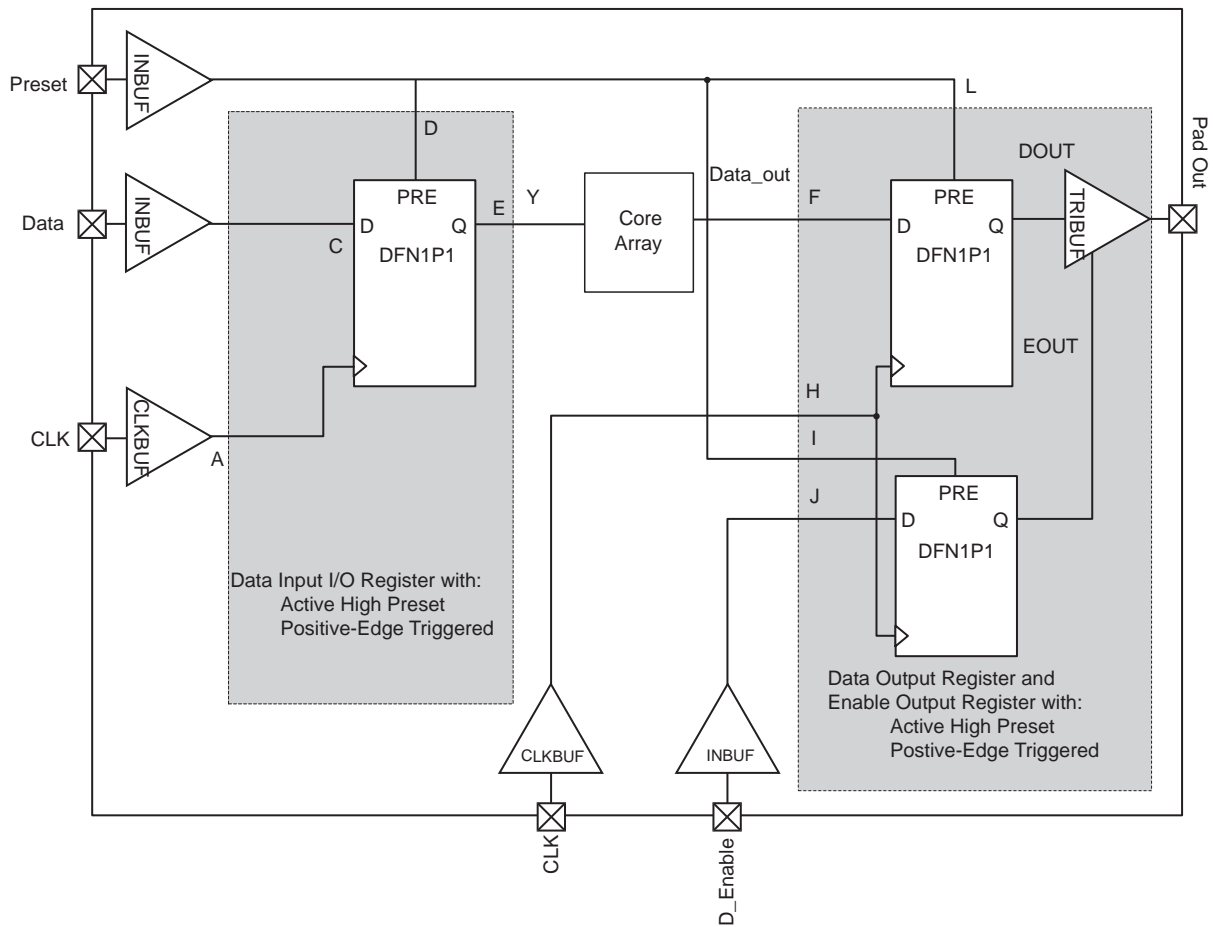 Preset
INBUF
L
D
Pad Out
DOUT
Data_out
PRE
PRE
TRIBUF
INBUF
Data
E
Y
Core
Array
F
C
D
Q
D
Q
DFN1P1
DFN1P1
EOUT
CLKBUF
H
CLK
A
I
J
PRE
D
Q
DFN1P1
Data Input I/O Register with:
Active High Preset
Positive-Edge Triggered
Data Output Register and
Enable Output Register with:
Active High Preset
Postive-Edge Triggered
CLKBUF
INBUF
CLK
D_Enable